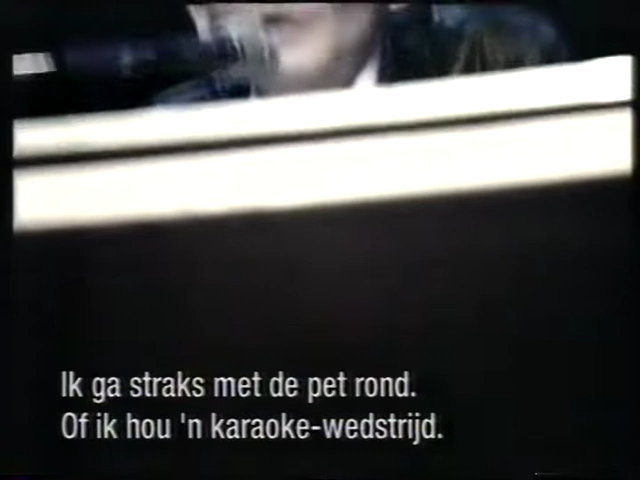 Ik ga straks met de pet rond.
Of ik hou 'n karaoke-wedstrijd.